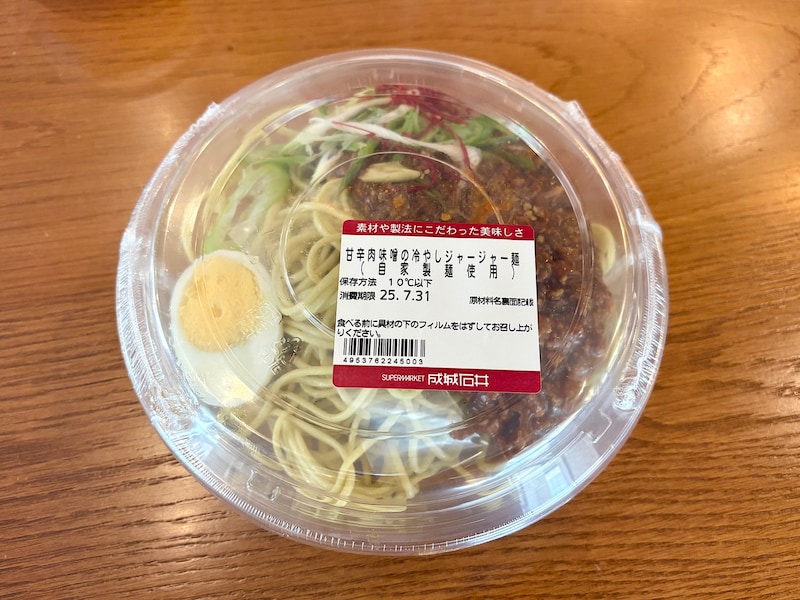 素材や製法にこだわった美味しさ
甘辛肉味噌の冷やしジャージャー麺
(自家製麺使用)
保存方法 10℃以下
消費期限 25.7.31
原材料名裏面記載
食べる前に具材の下のフィルムをはずしてお召し上が
りください。
4953762245003
SUPERMARKET 成城石井